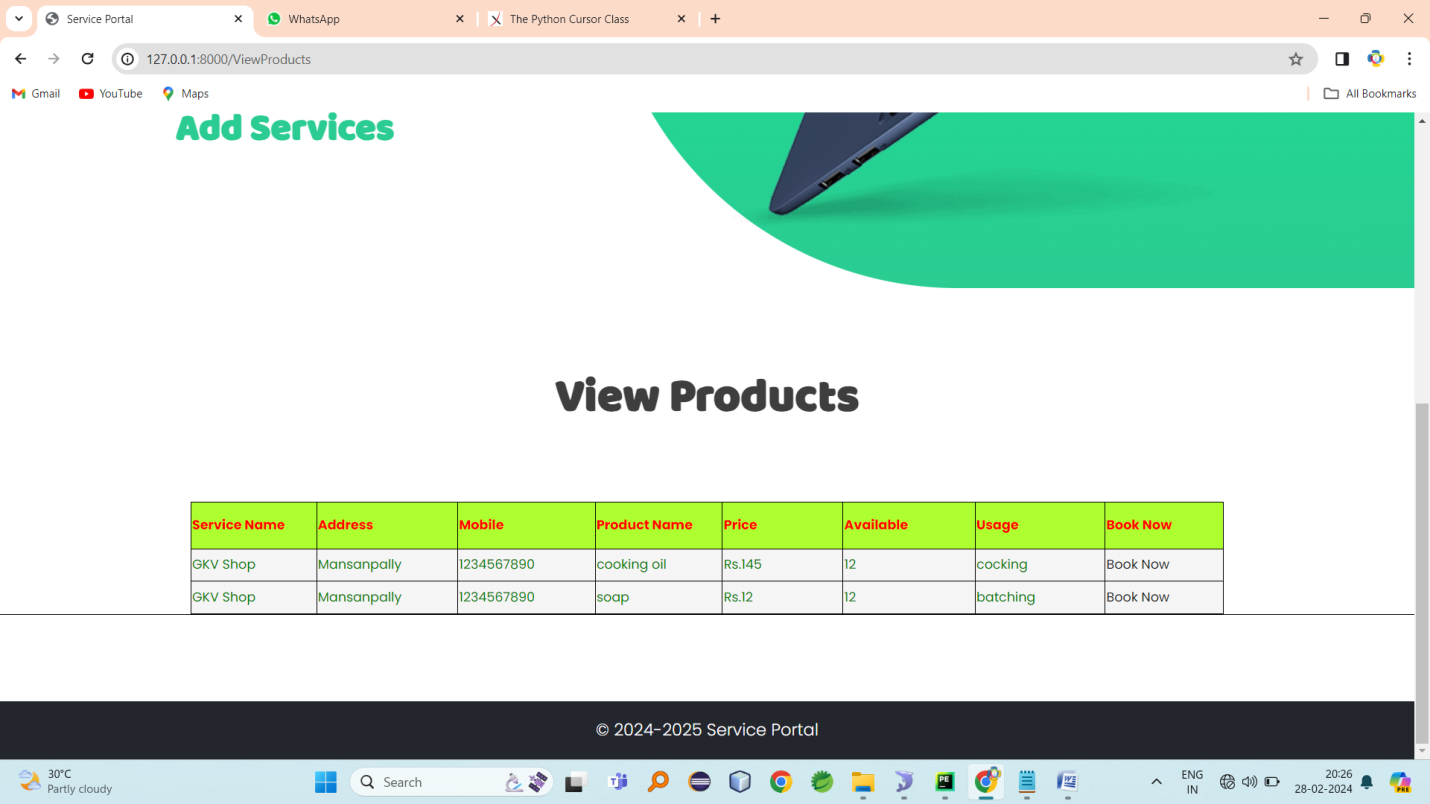 Service Portal
WhatsApp
The Python Cursor Class
127.0.0.1:8000/ViewProducts
Gmail YouTube Maps All Bookmarks
Add Services
View Products
Service Name Address Mobile Product Name Price Available Usage Book Now
GKV Shop Mansanpally 1234567890 cooking oil Rs.145 12 cocking Book Now
GKV Shop Mansanpally 1234567890 soap Rs.12 12 batching Book Now
© 2024-2025 Service Portal
30°C
Partly cloudy
Search
ENG
IN
20:26
28-02-2024
PRE